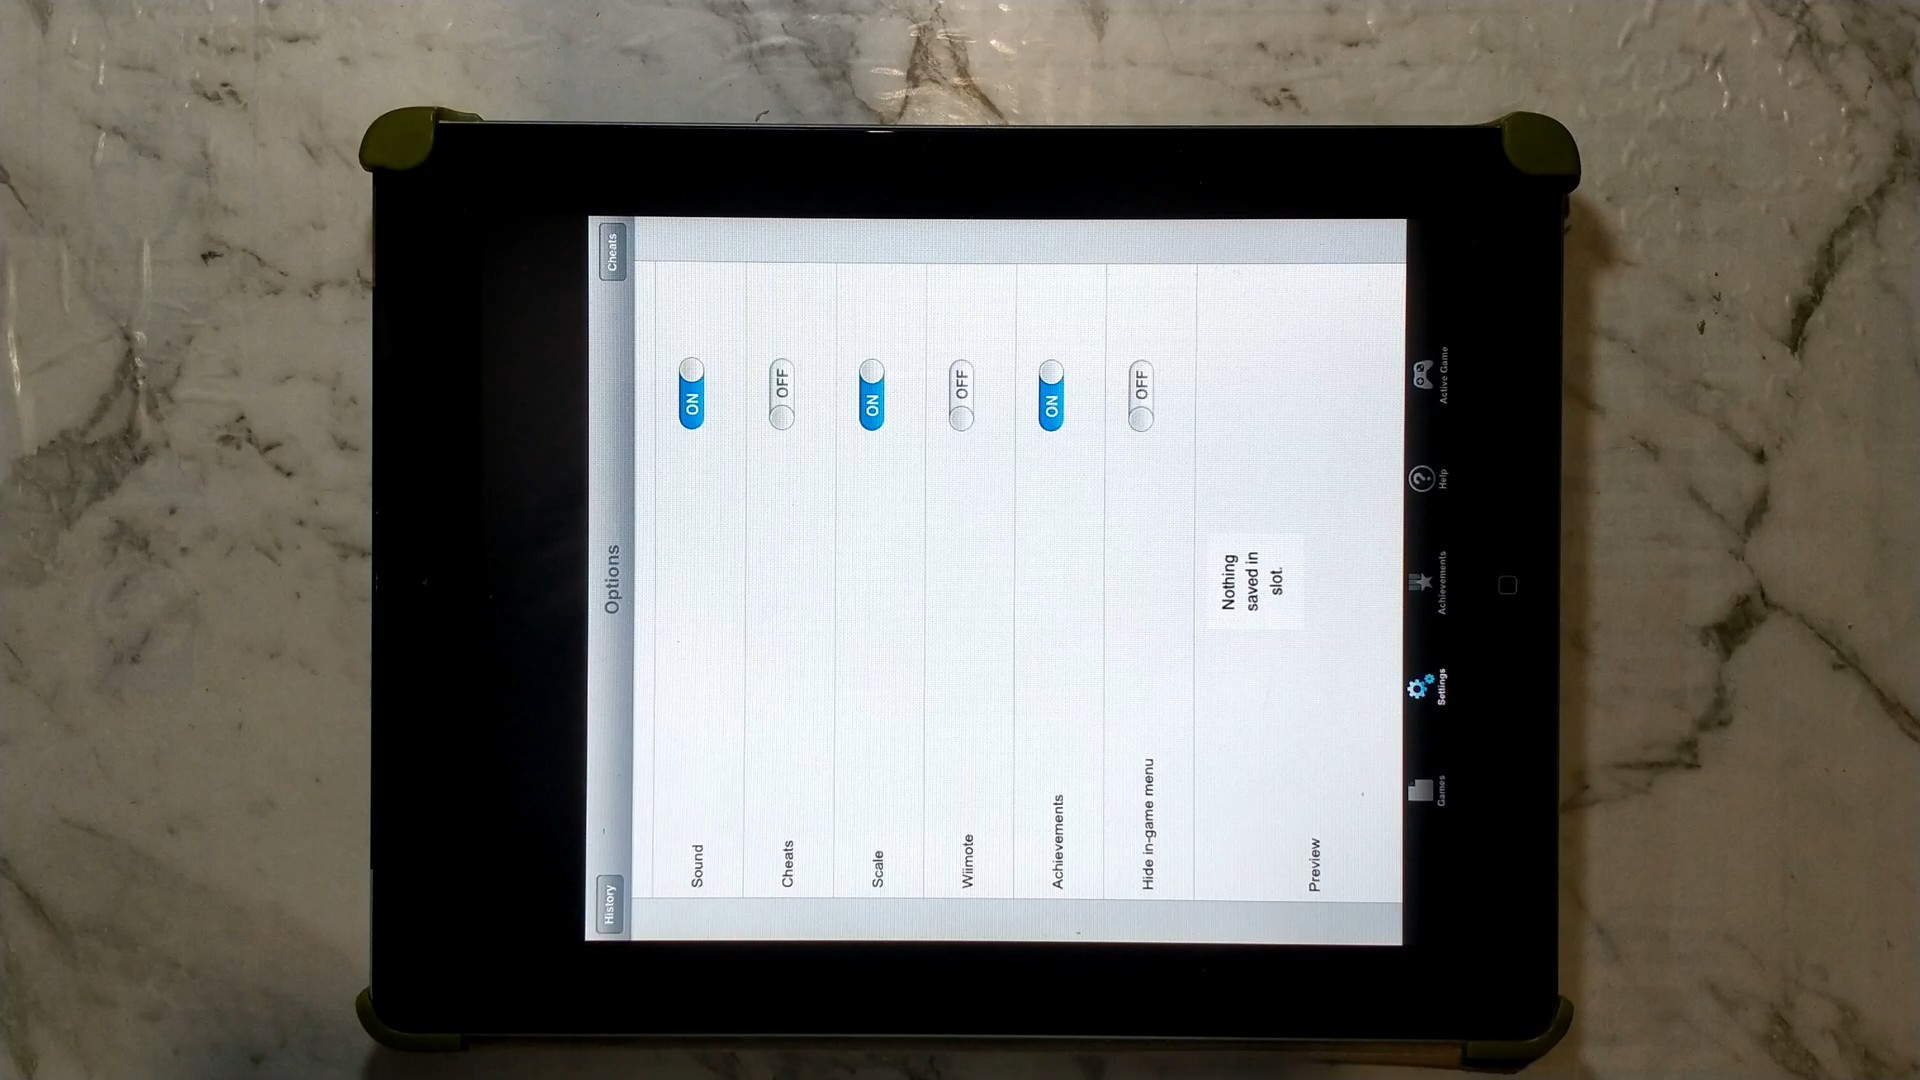 History
Options
Cheats
Sound
ON
Cheats
OFF
Scale
ON
Wiimote
OFF
Achievements
ON
Hide in-game menu
OFF
Preview
Nothing
saved in
slot.
Games
Settings
Achievements
Help
Active Game